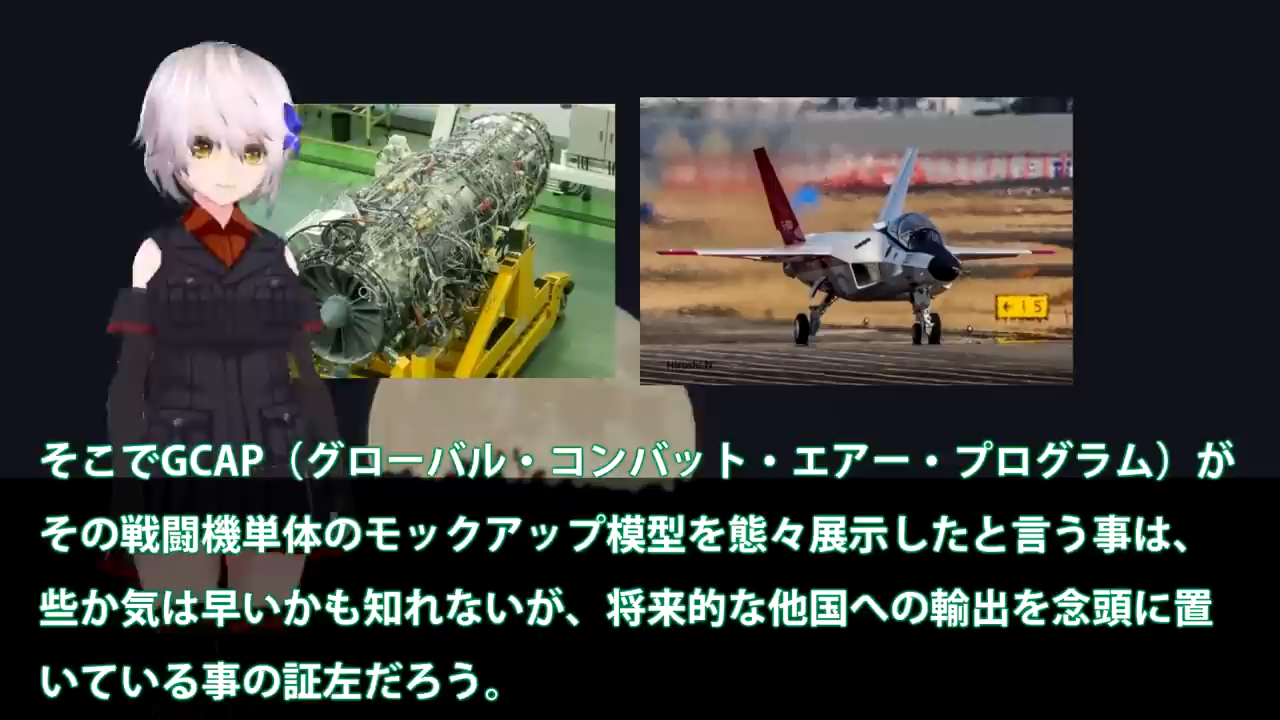 ← 15
Hiroshi N
そこでGCAP（グローバル・コンバット・エアー・プログラム）が
その戦闘機単体のモックアップ模型を態々展示したと言う事は、
些か気は早いかも知れないが、将来的な他国への輸出を念頭に置
いている事の証左だろう。